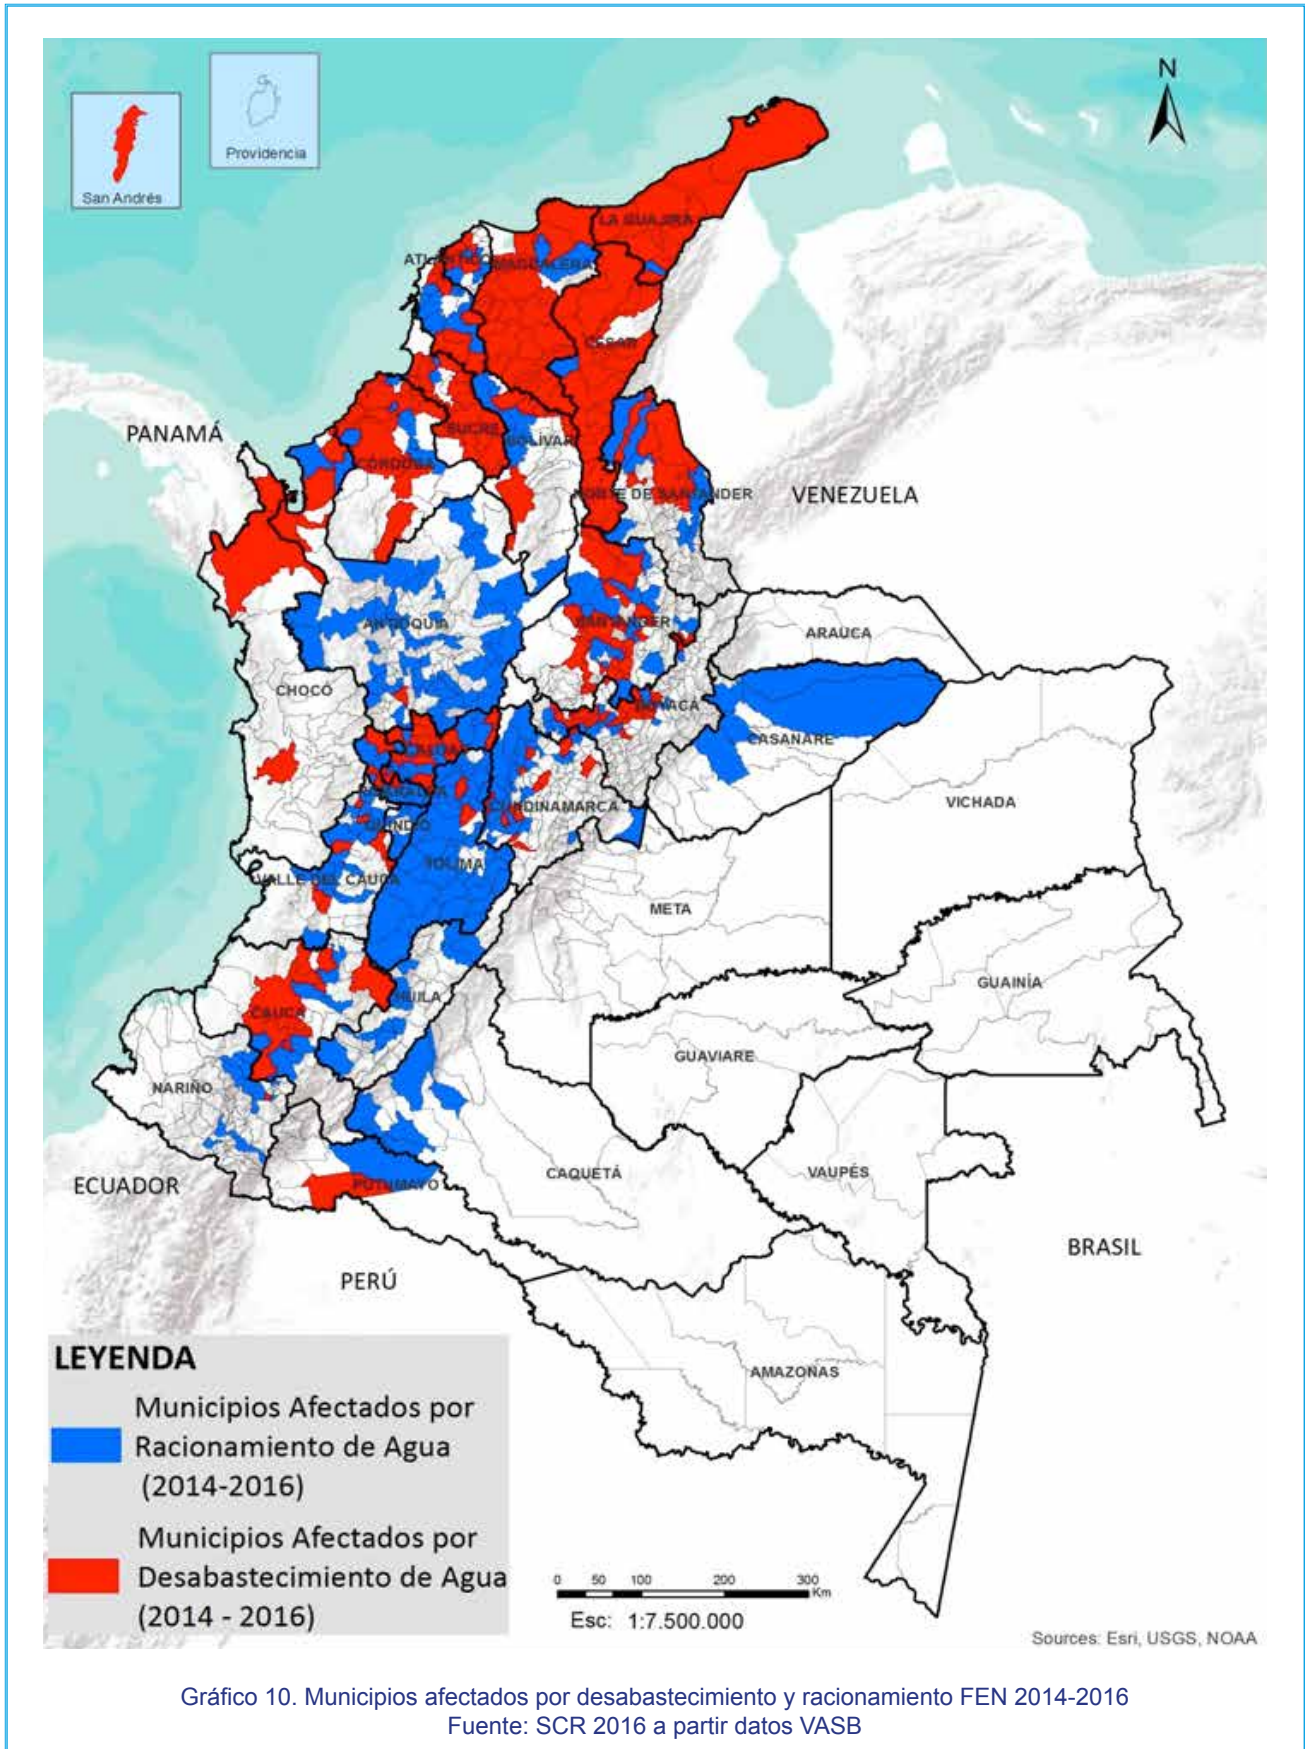 N
San Andrés
Providencia
LA GUAJIRA
ATLÁNTICO
MAGDALENA
CESAR
PANAMÁ
SUCRE
BOLÍVAR
CÓRDOBA
NORTE DE SANTANDER
VENEZUELA
ANTIOQUIA
SANTANDER
ARAUCA
CHOCÓ
BOYACÁ
CASANARE
CALDAS
RISARALDA
CUNDINAMARCA
VICHADA
QUINDIO
TOLIMA
VALLE DEL CAUCA
META
GUAINÍA
HUILA
CAUCA
GUAVIARE
NARIÑO
VAUPÉS
CAQUETÁ
ECUADOR
PUTUMAYO
BRASIL
PERÚ
AMAZONAS
LEYENDA
Municipios Afectados por
Racionamiento de Agua
(2014-2016)
Municipios Afectados por
Desabastecimiento de Agua
(2014 - 2016)
0 50 100 200 300
Km
Esc: 1:7.500.000
Sources: Esri, USGS, NOAA
Gráfico 10. Municipios afectados por desabastecimiento y racionamiento FEN 2014-2016
Fuente: SCR 2016 a partir datos VASB